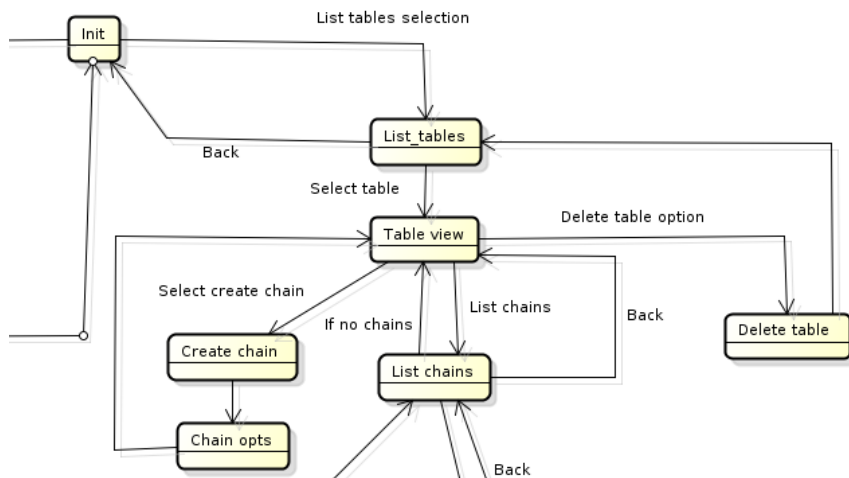 List tables selection
Init
List_tables
Back
Select table
Delete table option
Table view
Select create chain
List chains
If no chains
Back
Delete table
Create chain
List chains
Chain opts
Back